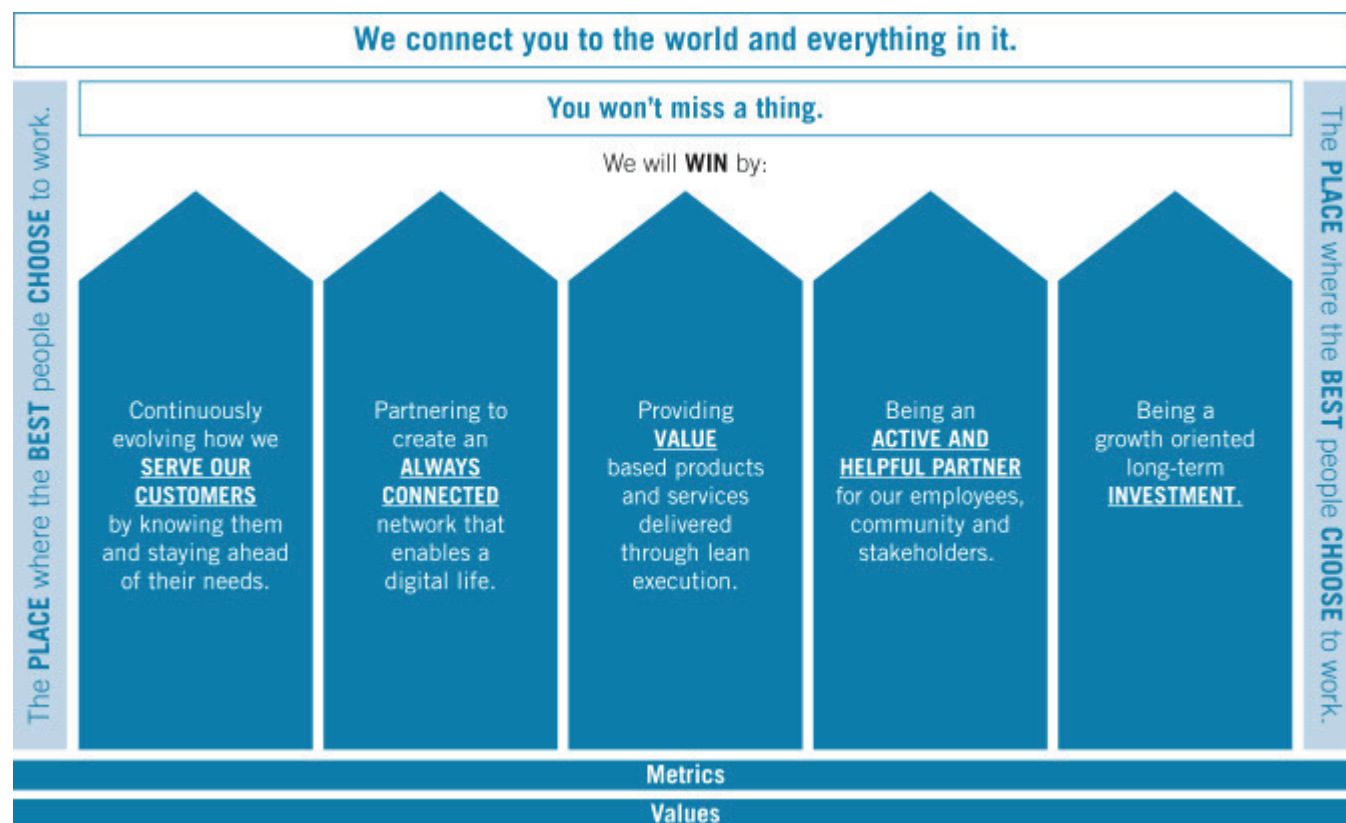 We connect you to the world and everything in it.
The PLACE where the BEST people CHOOSE to work.
You won't miss a thing.
We will WIN by:
Continuously
evolving how we
SERVE OUR
CUSTOMERS
by knowing them
and staying ahead
of their needs.
Partnering to
create an
ALWAYS
CONNECTED
network that
enables a
digital life.
Providing
VALUE
based products
and services
delivered
through lean
execution.
Being an
ACTIVE AND
HELPFUL PARTNER
for our employees,
community and
stakeholders.
Being a
growth oriented
long-term
INVESTMENT.
The PLACE where the BEST people CHOOSE to work.
Metrics
Values